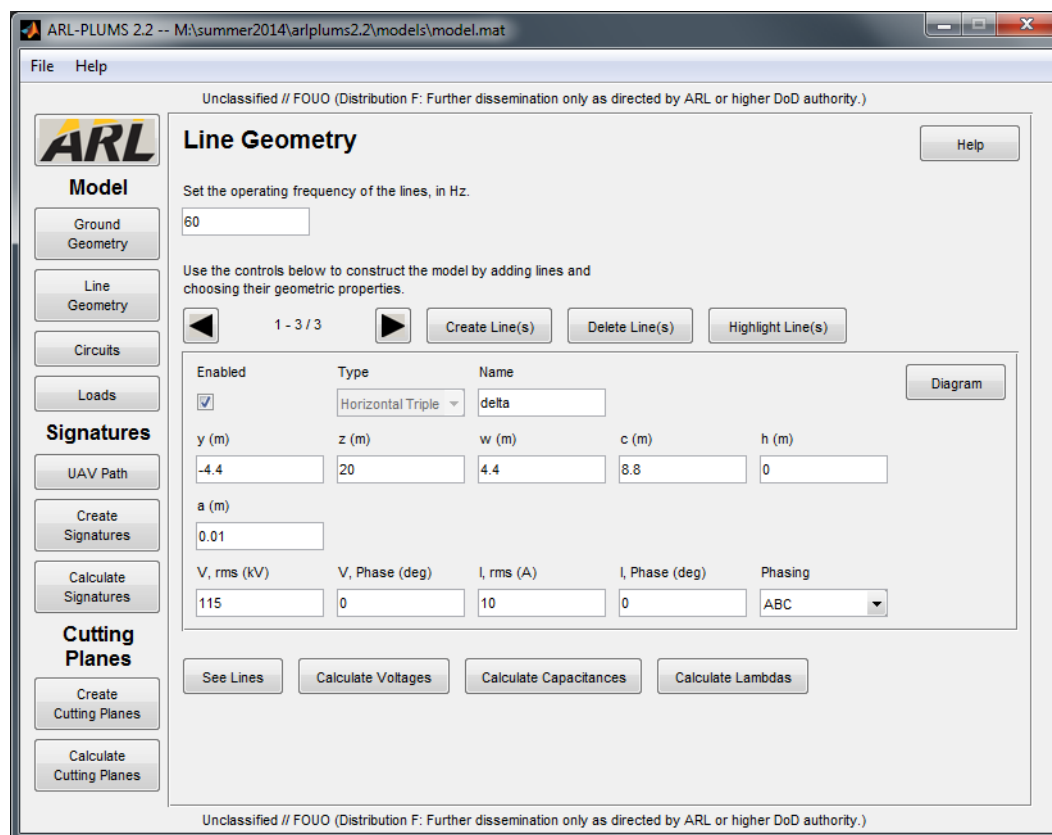 ARL-PLUMS 2.2 -- M:\summer2014\arlplums2.2\models\model.mat
File Help
Unclassified // FOUO (Distribution F: Further dissemination only as directed by ARL or higher DoD authority.)
ARL
Model
Ground
Geometry
Line
Geometry
Circuits
Loads
Signatures
UAV Path
Create
Signatures
Calculate
Signatures
Cutting
Planes
Create
Cutting Planes
Calculate
Cutting Planes
Line Geometry
Help
Set the operating frequency of the lines, in Hz.
60
Use the controls below to construct the model by adding lines and
choosing their geometric properties.
1 - 3 / 3 Create Line(s) Delete Line(s) Highlight Line(s)
Enabled Type Name
Diagram
Horizontal Triple delta
y (m) z (m) w (m) c (m) h (m)
-4.4 20 4.4 8.8 0
a (m)
0.01
V, rms (kV) V, Phase (deg) I, rms (A) I, Phase (deg) Phasing
115 0 10 0 ABC
See Lines Calculate Voltages Calculate Capacitances Calculate Lambdas
Unclassified // FOUO (Distribution F: Further dissemination only as directed by ARL or higher DoD authority.)